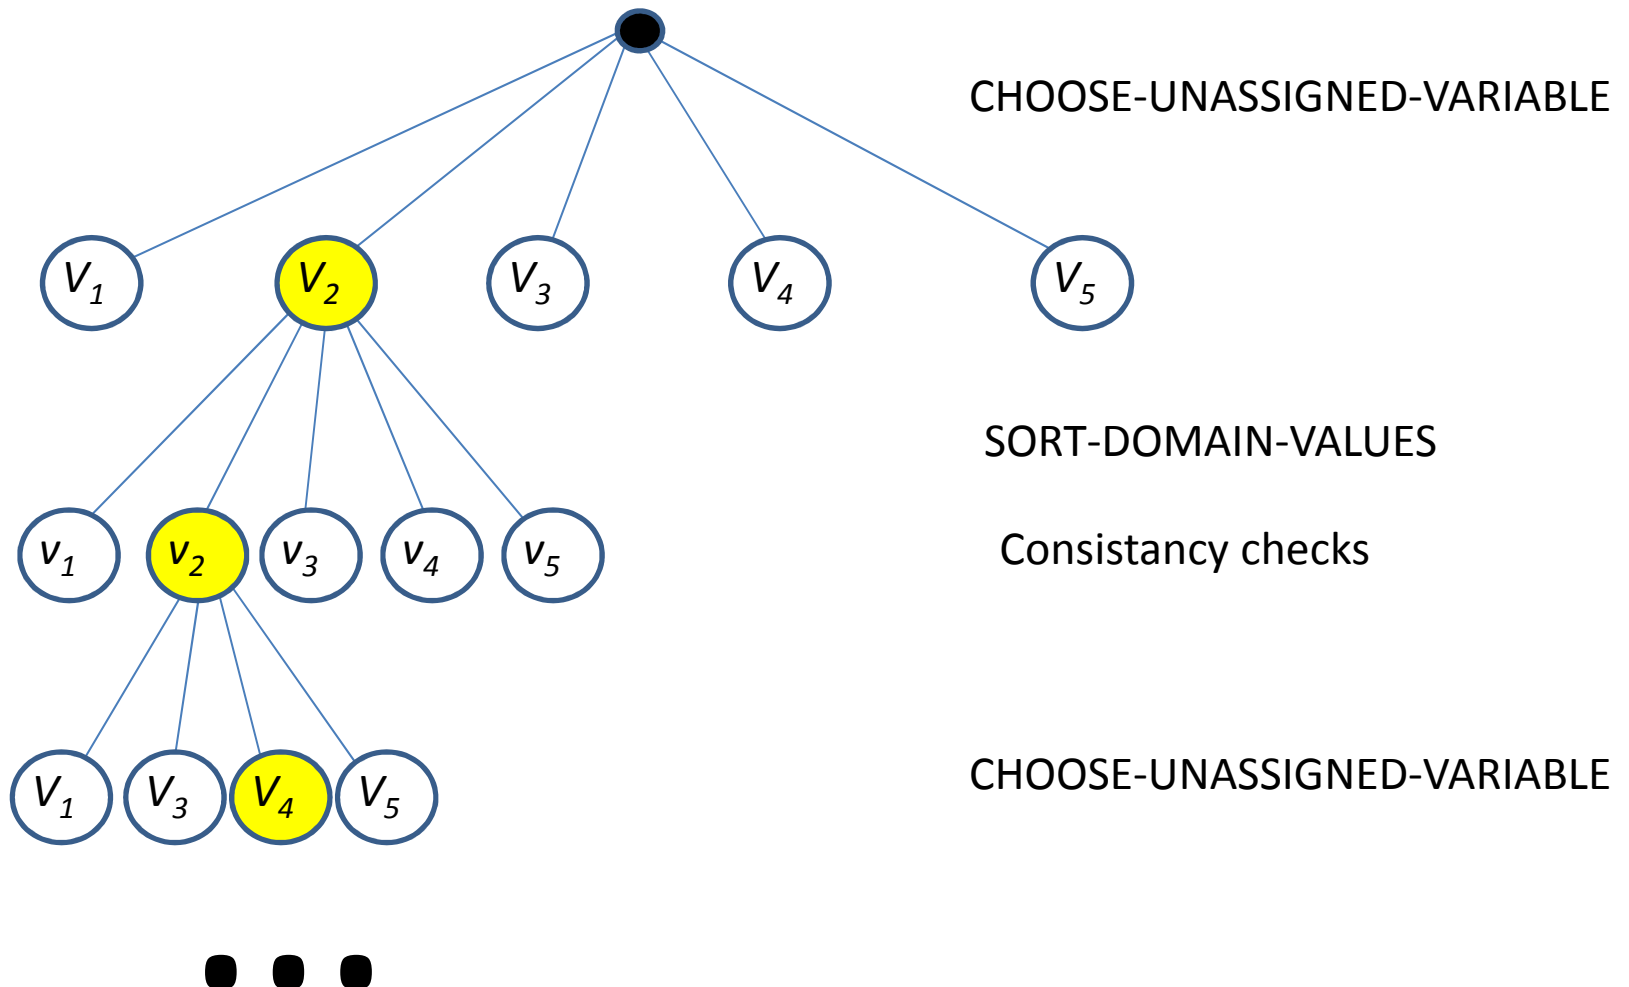 CHOOSE-UNASSIGNED-VARIABLE
V1 V2 V3 V4 V5
SORT-DOMAIN-VALUES
v1 v2 v3 v4 v5
Consistancy checks
V1 V3 V4 V5
CHOOSE-UNASSIGNED-VARIABLE
...